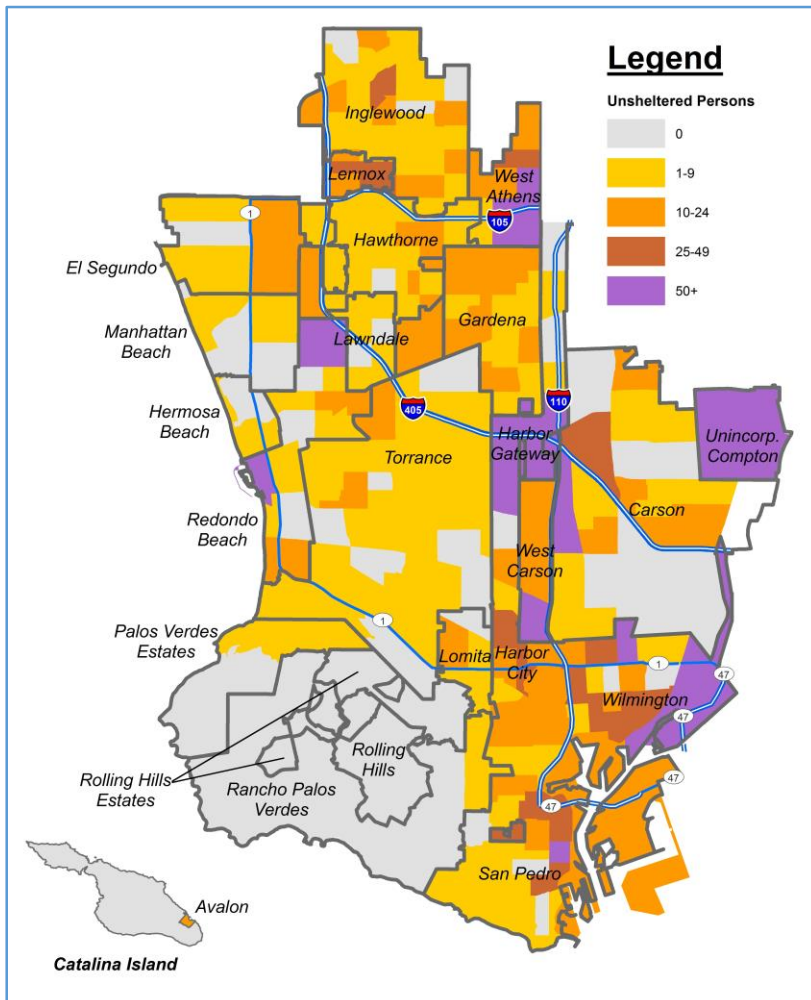 Legend
Unsheltered Persons
0
1-9
10-24
25-49
50+
Inglewood
Lennox
West
Athens
1
105
Hawthorne
El Segundo
Manhattan
Beach
Lawndale
Gardena
Hermosa
Beach
405
110
Torrance
Harbor
Gateway
Unincorp.
Compton
Redondo
Beach
Carson
West
Carson
Palos Verdes
Estates
1
Lomita
Harbor
City
1
47
Wilmington
47
Rolling Hills
Estates
Rolling
Hills
Rancho Palos
Verdes
47
47
San Pedro
Avalon
Catalina Island